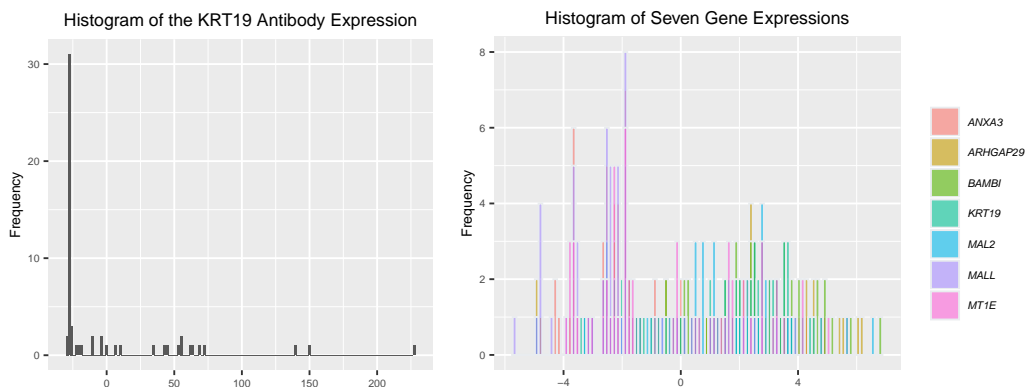 Histogram of the KRT19 Antibody Expression
Frequency
30
20
10
0
0
50
100
150
200
Histogram of Seven Gene Expressions
Frequency
8
6
4
2
0
−4
0
4
ANXA3
ARHGAP29
BAMBI
KRT19
MAL2
MALL
MT1E